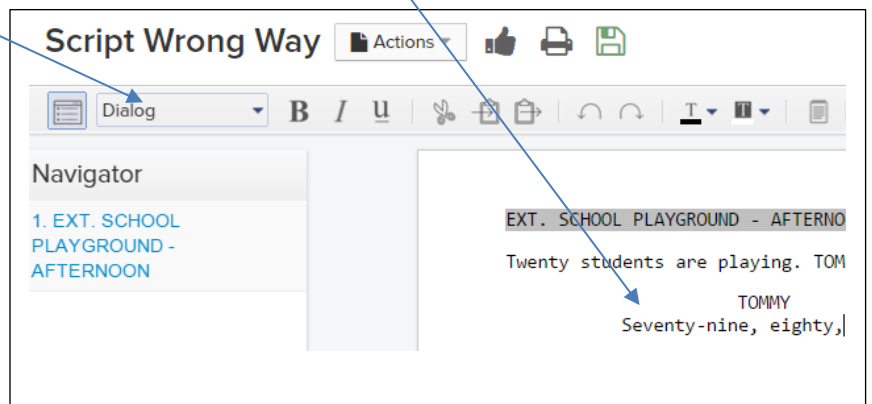 Script Wrong Way Actions
Dialog B I u T T
Navigator
1. EXT. SCHOOL
PLAYGROUND -
AFTERNOON
EXT. SCHOOL PLAYGROUND - AFTERNO
Twenty students are playing. TOM
TOMMY
Seventy-nine, eighty,